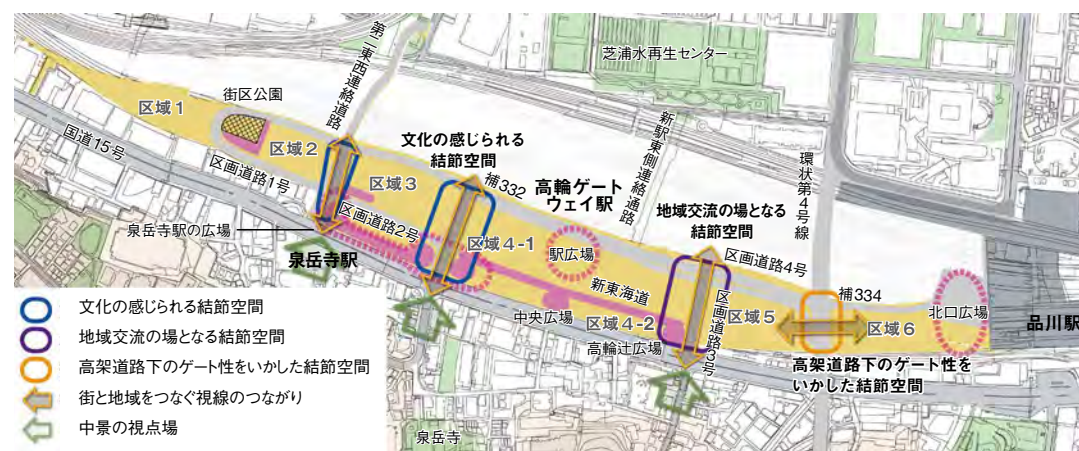 芝浦水再生センター
第二東西連絡道路
街区公園
区域1
文化の感じられる
結節空間
新駅東側連絡通路
環状第4号線
国道15号
区域2
補332
高輪ゲート
ウェイ駅
地域交流の場となる
結節空間
区画道路1号
区域3
区画道路2号
泉岳寺駅の広場
泉岳寺駅
区域4-1
駅広場
区画道路4号
新東海道
中央広場
区域4-2
高輪辻広場
区画道路3号
区域5
補334
区域6
北口広場
品川駅
高架道路下のゲート性を
いかした結節空間
泉岳寺
文化の感じられる結節空間
地域交流の場となる結節空間
高架道路下のゲート性をいかした結節空間
街と地域をつなぐ視線のつながり
中景の視点場